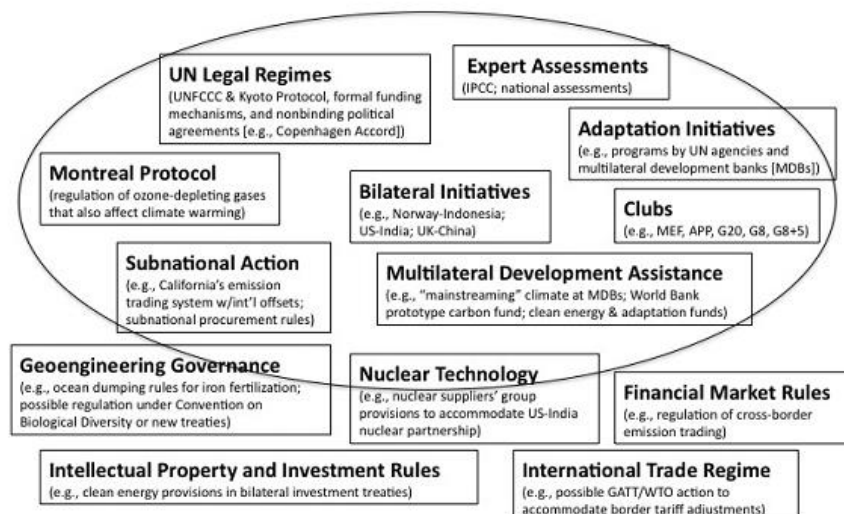 UN Legal Regimes
(UNFCCC & Kyoto Protocol, formal funding
mechanisms, and nonbinding political
agreements [e.g., Copenhagen Accord])
Expert Assessments
(IPCC; national assessments)
Adaptation Initiatives
(e.g., programs by UN agencies and
multilateral development banks [MDBs])
Montreal Protocol
(regulation of ozone-depleting gases
that also affect climate warming)
Bilateral Initiatives
(e.g., Norway-Indonesia;
US-India; UK-China)
Clubs
(e.g., MEF, APP, G20, G8, G8+5)
Subnational Action
(e.g., California's emission
trading system w/int'l offsets;
subnational procurement rules)
Multilateral Development Assistance
(e.g., "mainstreaming" climate at MDBs; World Bank
prototype carbon fund; clean energy & adaptation funds)
Geoengineering Governance
(e.g., ocean dumping rules for iron fertilization;
possible regulation under Convention on
Biological Diversity or new treaties)
Nuclear Technology
(e.g., nuclear suppliers' group
provisions to accommodate US-India
nuclear partnership)
Financial Market Rules
(e.g., regulation of cross-border
emission trading)
Intellectual Property and Investment Rules
(e.g., clean energy provisions in bilateral investment treaties)
International Trade Regime
(e.g., possible GATT/WTO action to
accommodate border tariff adjustments)